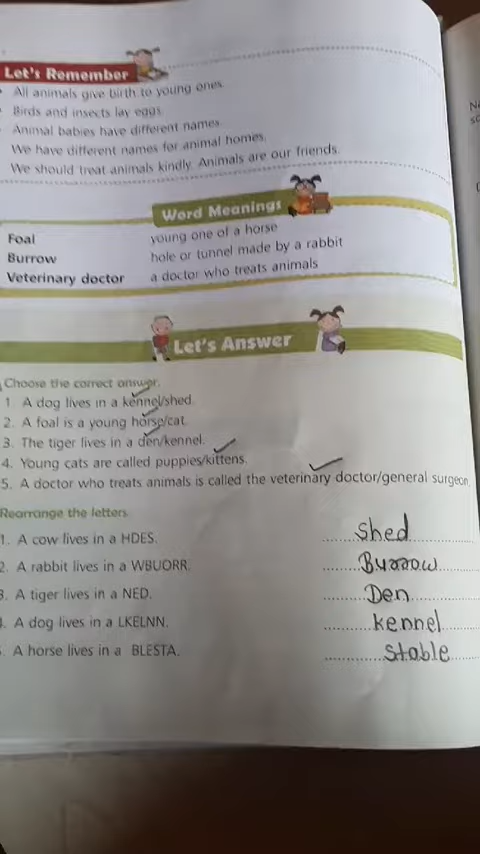 Let's Remember
All animals give birth to young ones.
Birds and insects lay eggs.
Animal babies have different names.
We have different names for animal homes.
We should treat animals kindly. Animals are our friends.
Word Meanings
Foal young one of a horse
Burrow hole or tunnel made by a rabbit
Veterinary doctor a doctor who treats animals
Let's Answer
Choose the correct answer.
1. A dog lives in a kennel/shed.
2. A foal is a young horse/cat.
3. The tiger lives in a den/kennel.
4. Young cats are called puppies/kittens.
5. A doctor who treats animals is called the veterinary doctor/general surgeon.
Rearrange the letters
1. A cow lives in a HDES. Shed
2. A rabbit lives in a WBUORR. Burrow
3. A tiger lives in a NED. Den
. A dog lives in a LKELNN. kennel
. A horse lives in a BLESTA. Stable